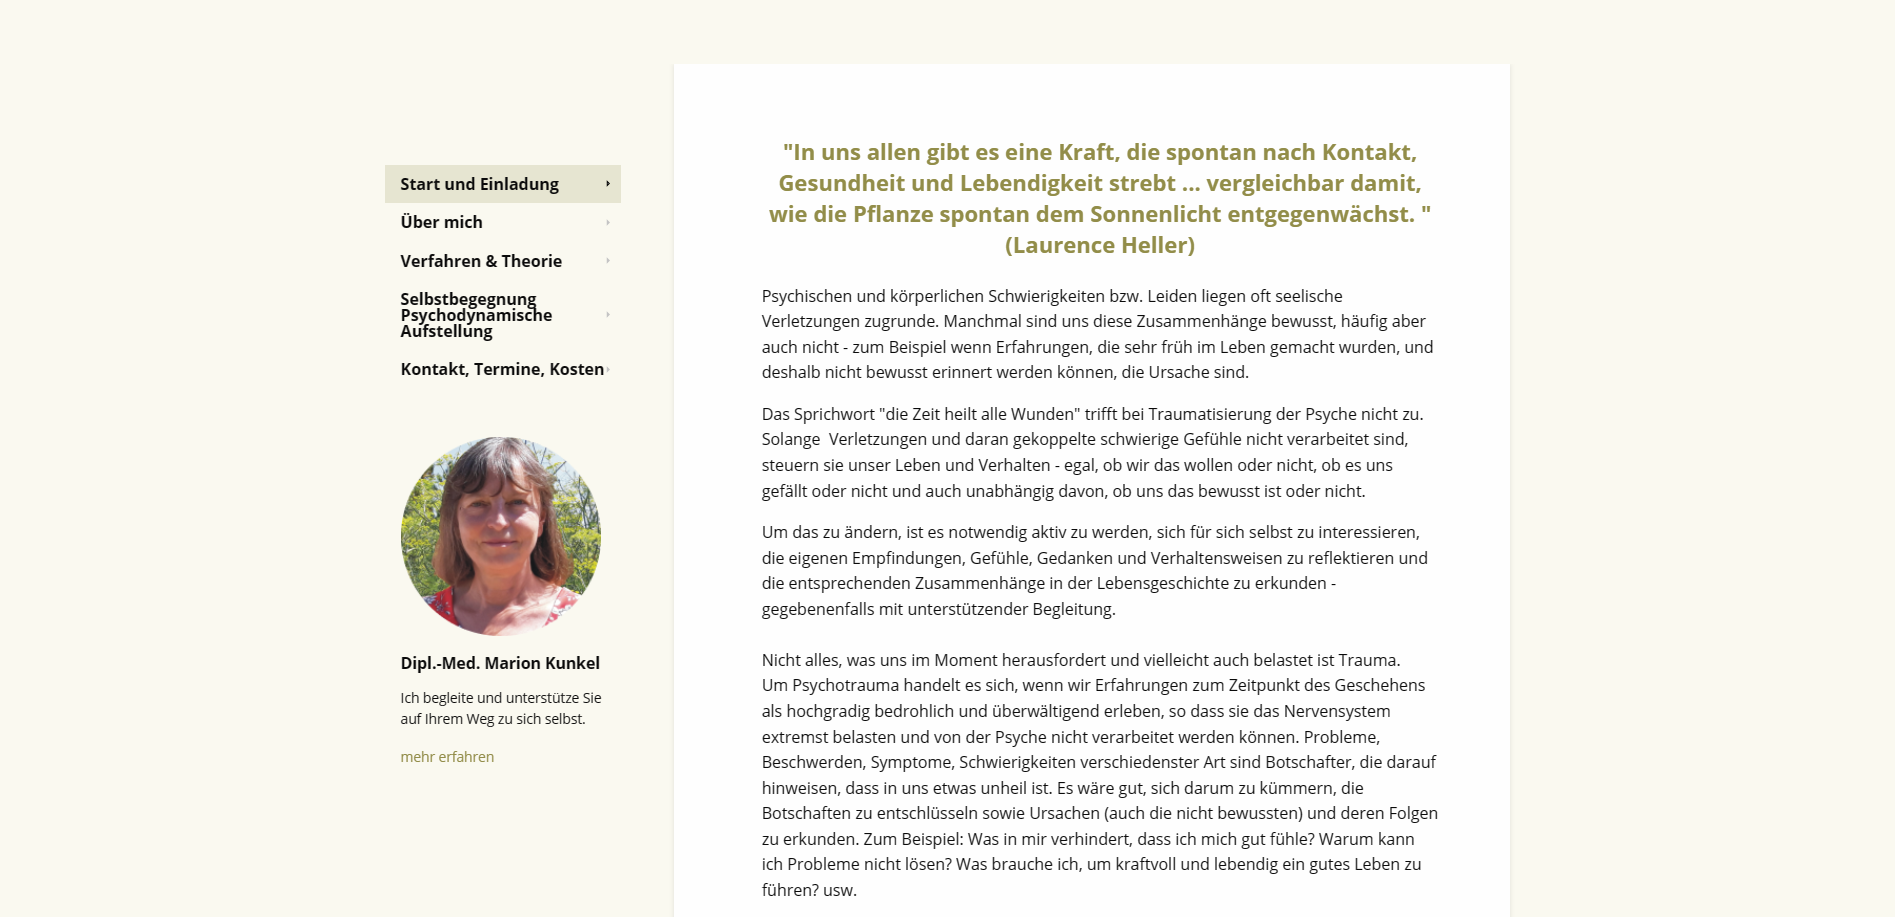 Start und Einladung
Über mich
Verfahren & Theorie
Selbstbegegnung
Psychodynamische
Aufstellung
Kontakt, Termine, Kosten
Dipl.-Med. Marion Kunkel
Ich begleite und unterstütze Sie
auf Ihrem Weg zu sich selbst.
mehr erfahren
"In uns allen gibt es eine Kraft, die spontan nach Kontakt,
Gesundheit und Lebendigkeit strebt ... vergleichbar damit,
wie die Pflanze spontan dem Sonnenlicht entgegenwächst. "
(Laurence Heller)
Psychischen und körperlichen Schwierigkeiten bzw. Leiden liegen oft seelische
Verletzungen zugrunde. Manchmal sind uns diese Zusammenhänge bewusst, häufig aber
auch nicht - zum Beispiel wenn Erfahrungen, die sehr früh im Leben gemacht wurden, und
deshalb nicht bewusst erinnert werden können, die Ursache sind.
Das Sprichwort "die Zeit heilt alle Wunden" trifft bei Traumatisierung der Psyche nicht zu.
Solange  Verletzungen und daran gekoppelte schwierige Gefühle nicht verarbeitet sind,
steuern sie unser Leben und Verhalten - egal, ob wir das wollen oder nicht, ob es uns
gefällt oder nicht und auch unabhängig davon, ob uns das bewusst ist oder nicht.
Um das zu ändern, ist es notwendig aktiv zu werden, sich für sich selbst zu interessieren,
die eigenen Empfindungen, Gefühle, Gedanken und Verhaltensweisen zu reflektieren und
die entsprechenden Zusammenhänge in der Lebensgeschichte zu erkunden -
gegebenenfalls mit unterstützender Begleitung.
Nicht alles, was uns im Moment herausfordert und vielleicht auch belastet ist Trauma.
Um Psychotrauma handelt es sich, wenn wir Erfahrungen zum Zeitpunkt des Geschehens
als hochgradig bedrohlich und überwältigend erleben, so dass sie das Nervensystem
extremst belasten und von der Psyche nicht verarbeitet werden können. Probleme,
Beschwerden, Symptome, Schwierigkeiten verschiedenster Art sind Botschafter, die darauf
hinweisen, dass in uns etwas unheil ist. Es wäre gut, sich darum zu kümmern, die
Botschaften zu entschlüsseln sowie Ursachen (auch die nicht bewussten) und deren Folgen
zu erkunden. Zum Beispiel: Was in mir verhindert, dass ich mich gut fühle? Warum kann
ich Probleme nicht lösen? Was brauche ich, um kraftvoll und lebendig ein gutes Leben zu
führen? usw.